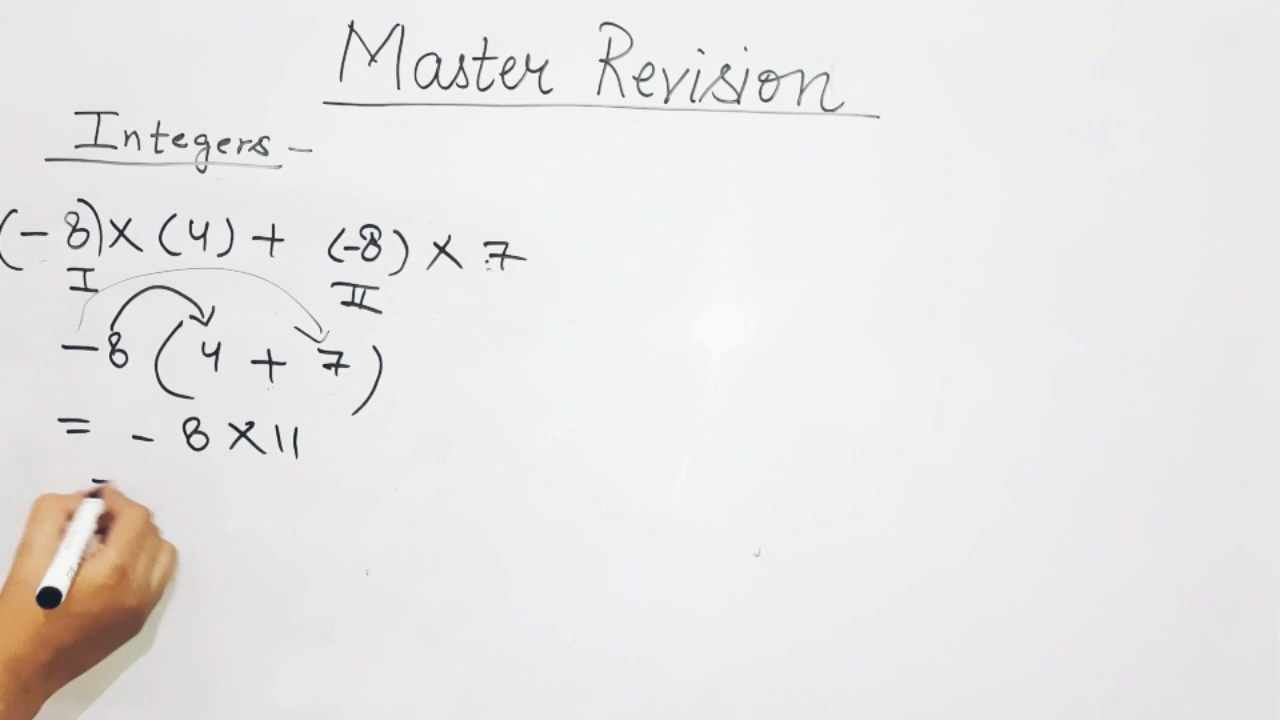 Master Revision
Integers -
(-8)×(4) + (-8) × 7
I II
-8(4 + 7)
= - 8 × 11